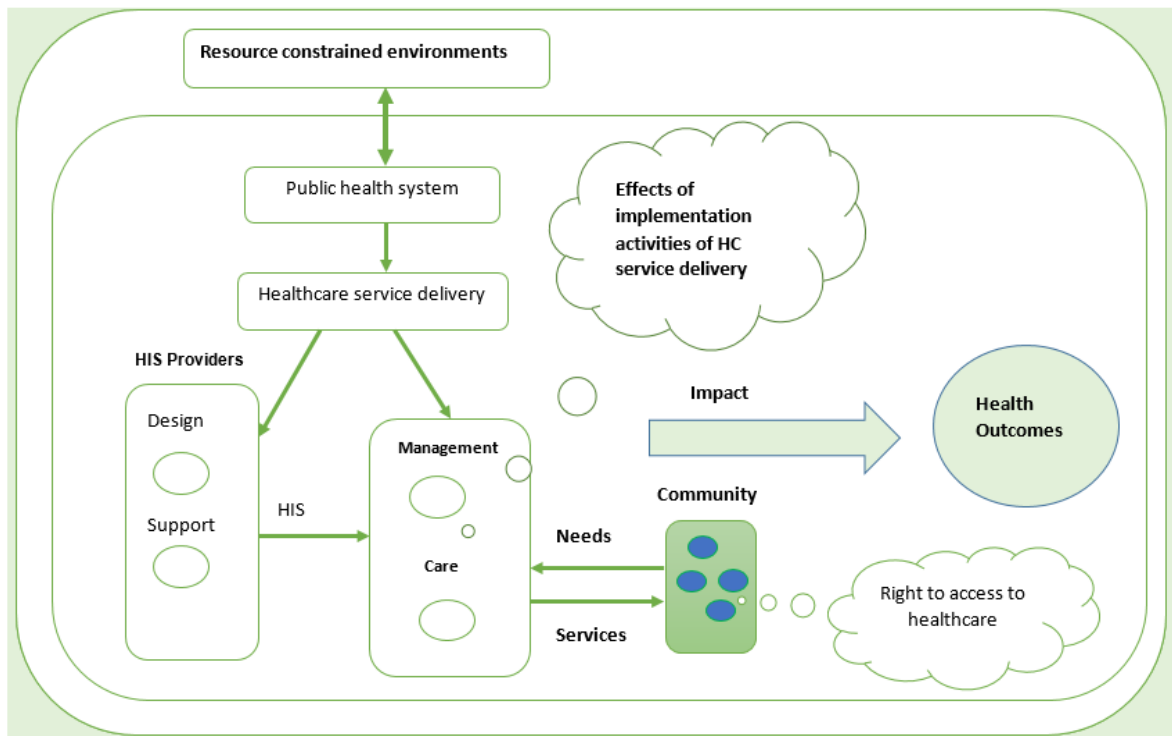 Resource constrained environments
Public health system
Effects of
implementation
activities of HC
service delivery
Healthcare service delivery
HIS Providers
Design
Support
HIS
Management
Care
Impact
Health
Outcomes
Community
Needs
Services
Right to access to
healthcare